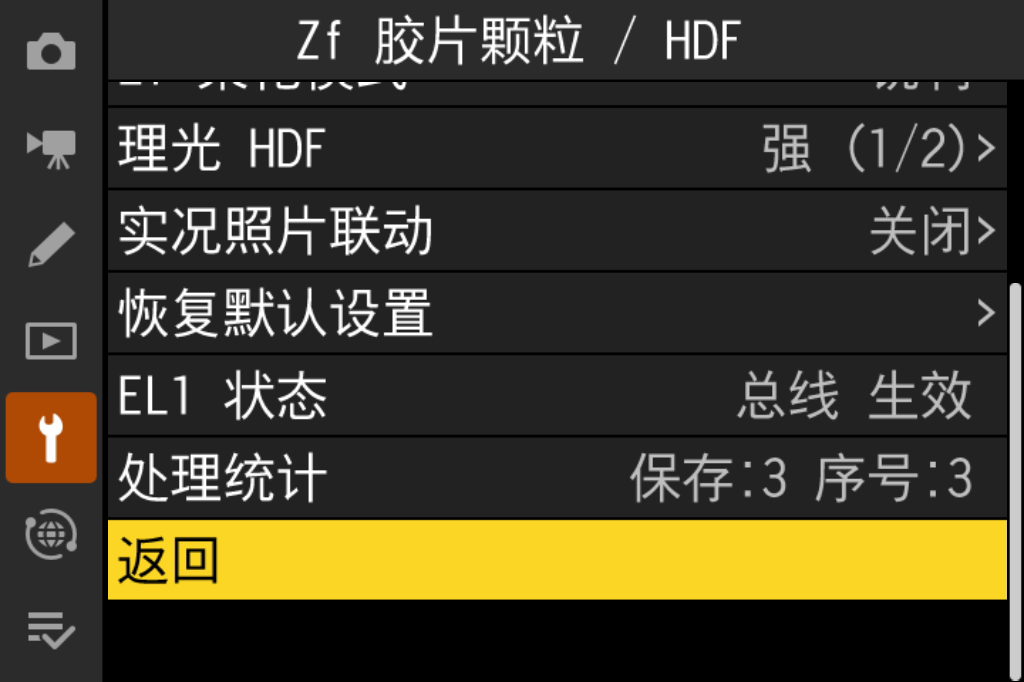 Zf 胶片颗粒 / HDF
理光 HDF 强 (1/2)>
实况照片联动 关闭>
恢复默认设置 >
EL1 状态 总线 生效
处理统计 保存:3 序号:3
返回